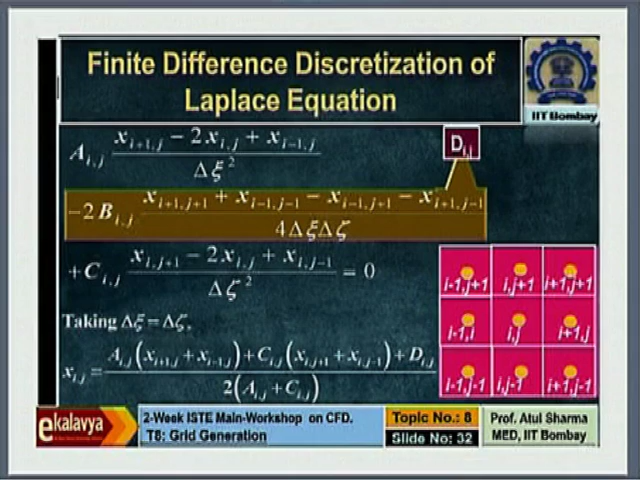 Finite Difference Discretization of
Laplace Equation
IIT Bombay
D_{i,j}
A_{i,j} (x_{i+1,j} − 2x_{i,j} + x_{i−1,j}) / Δξ²
−2B_{i,j} (x_{i+1,j+1} + x_{i−1,j−1} − x_{i−1,j+1} − x_{i+1,j−1}) / 4ΔξΔζ
+C_{i,j} (x_{i,j+1} − 2x_{i,j} + x_{i,j−1}) / Δζ² = 0
Taking Δξ=Δζ,
x_{i,j} = (A_{i,j}(x_{i+1,j} + x_{i−1,j}) + C_{i,j}(x_{i,j+1} + x_{i,j−1}) + D_{i,j}) / 2(A_{i,j} + C_{i,j})
i-1,j+1 i,j+1 i+1,j+1
i-1,j i,j i+1,j
i-1,j-1 i,j-1 i+1,j-1
ekalavya
2-Week ISTE Main-Workshop on CFD.
T8: Grid Generation
Topic No.: 8
Slide No: 32
Prof. Atul Sharma
MED, IIT Bombay